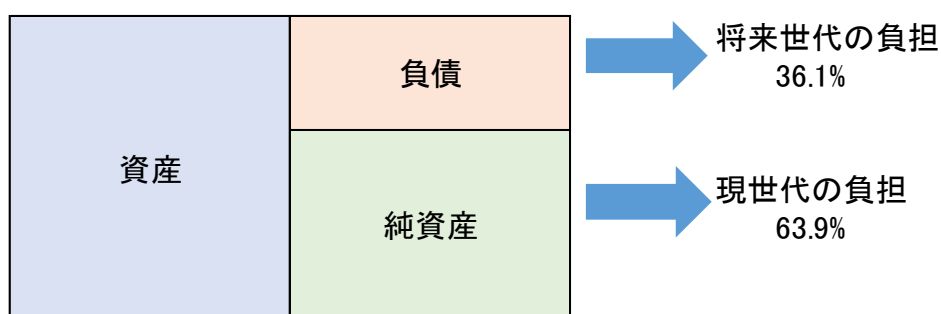 資産
負債
純資産
将来世代の負担
36.1%
現世代の負担
63.9%